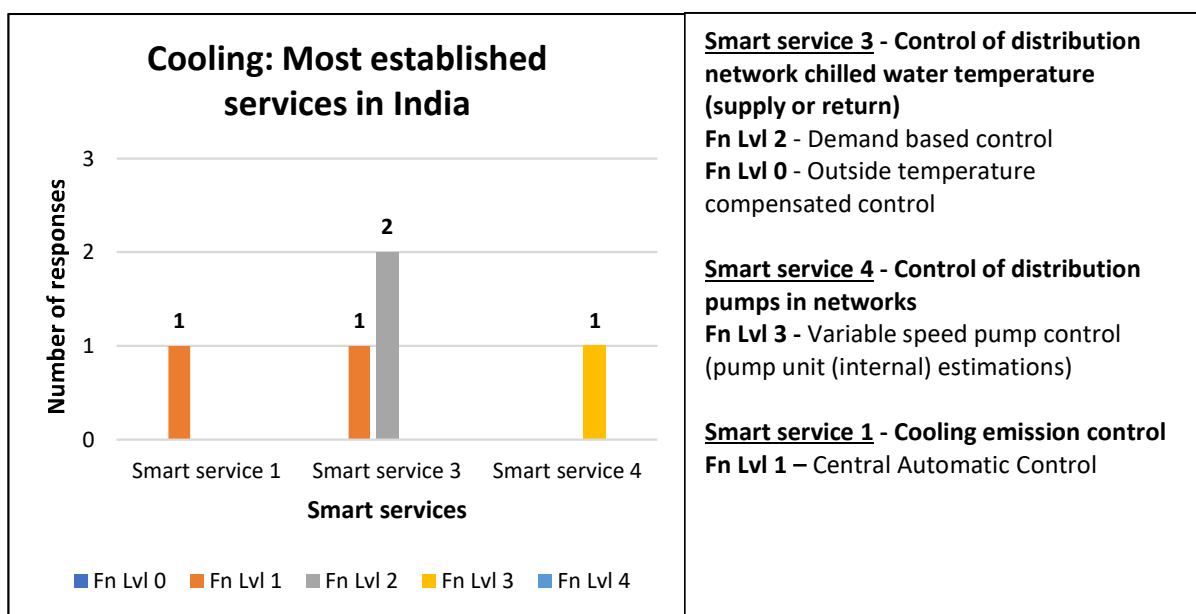 Cooling: Most established
services in India
Number of responses
3
2
1
0
1
1
2
1
Smart service 1
Smart service 3
Smart service 4
Smart services
Fn Lvl 0
Fn Lvl 1
Fn Lvl 2
Fn Lvl 3
Fn Lvl 4
Smart service 3 - Control of distribution
network chilled water temperature
(supply or return)
Fn Lvl 2 - Demand based control
Fn Lvl 0 - Outside temperature
compensated control
Smart service 4 - Control of distribution
pumps in networks
Fn Lvl 3 - Variable speed pump control
(pump unit (internal) estimations)
Smart service 1 - Cooling emission control
Fn Lvl 1 – Central Automatic Control